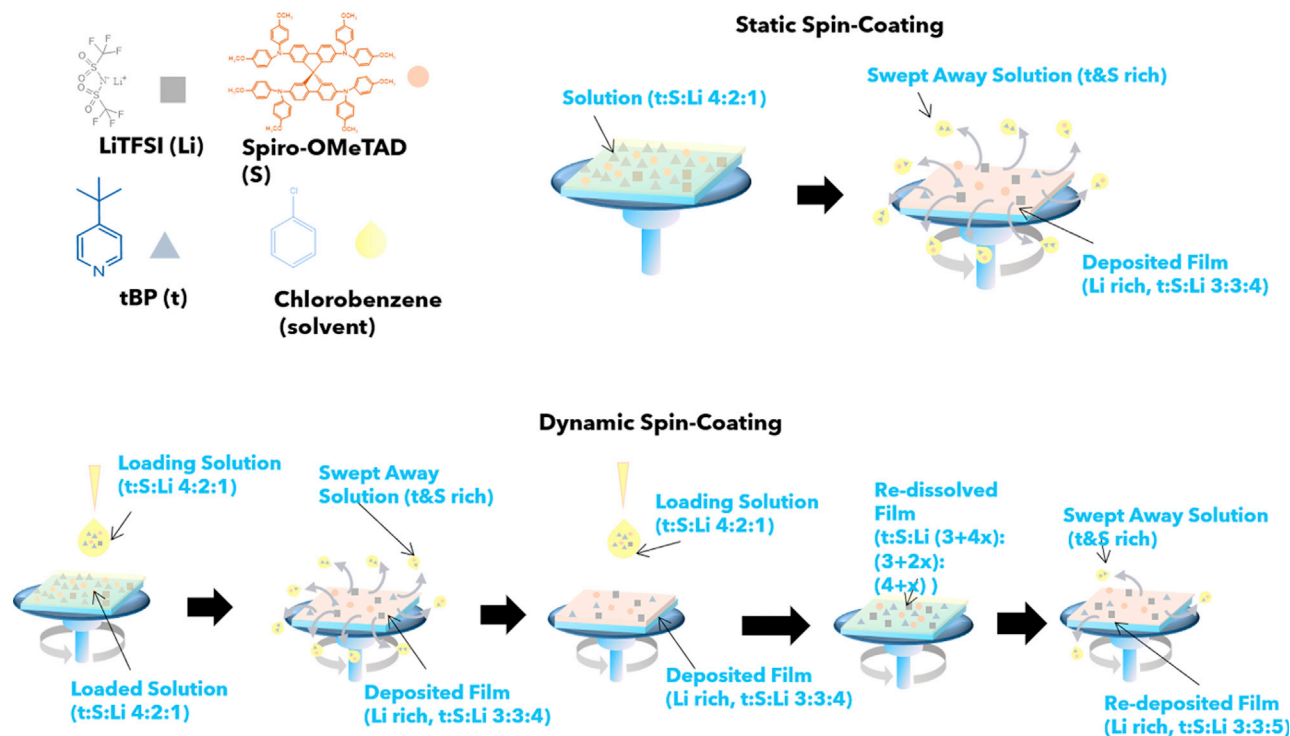 Static Spin-Coating
LiTFSI (Li)
Spiro-OMeTAD
(S)
tBP (t)
Chlorobenzene
(solvent)
Solution (t:S:Li 4:2:1)
Swept Away Solution (t&S rich)
Deposited Film
(Li rich, t:S:Li 3:3:4)
Dynamic Spin-Coating
Loading Solution
(t:S:Li 4:2:1)
Loaded Solution
(t:S:Li 4:2:1)
Swept Away
Solution (t&S rich)
Deposited Film
(Li rich, t:S:Li 3:3:4)
Loading Solution
(t:S:Li 4:2:1)
Deposited Film
(Li rich, t:S:Li 3:3:4)
Re-dissolved
Film
(t:S:Li (3+4x):
(3+2x):
(4+x) )
Swept Away Solution
(t&S rich)
Re-deposited Film
(Li rich, t:S:Li 3:3:5)